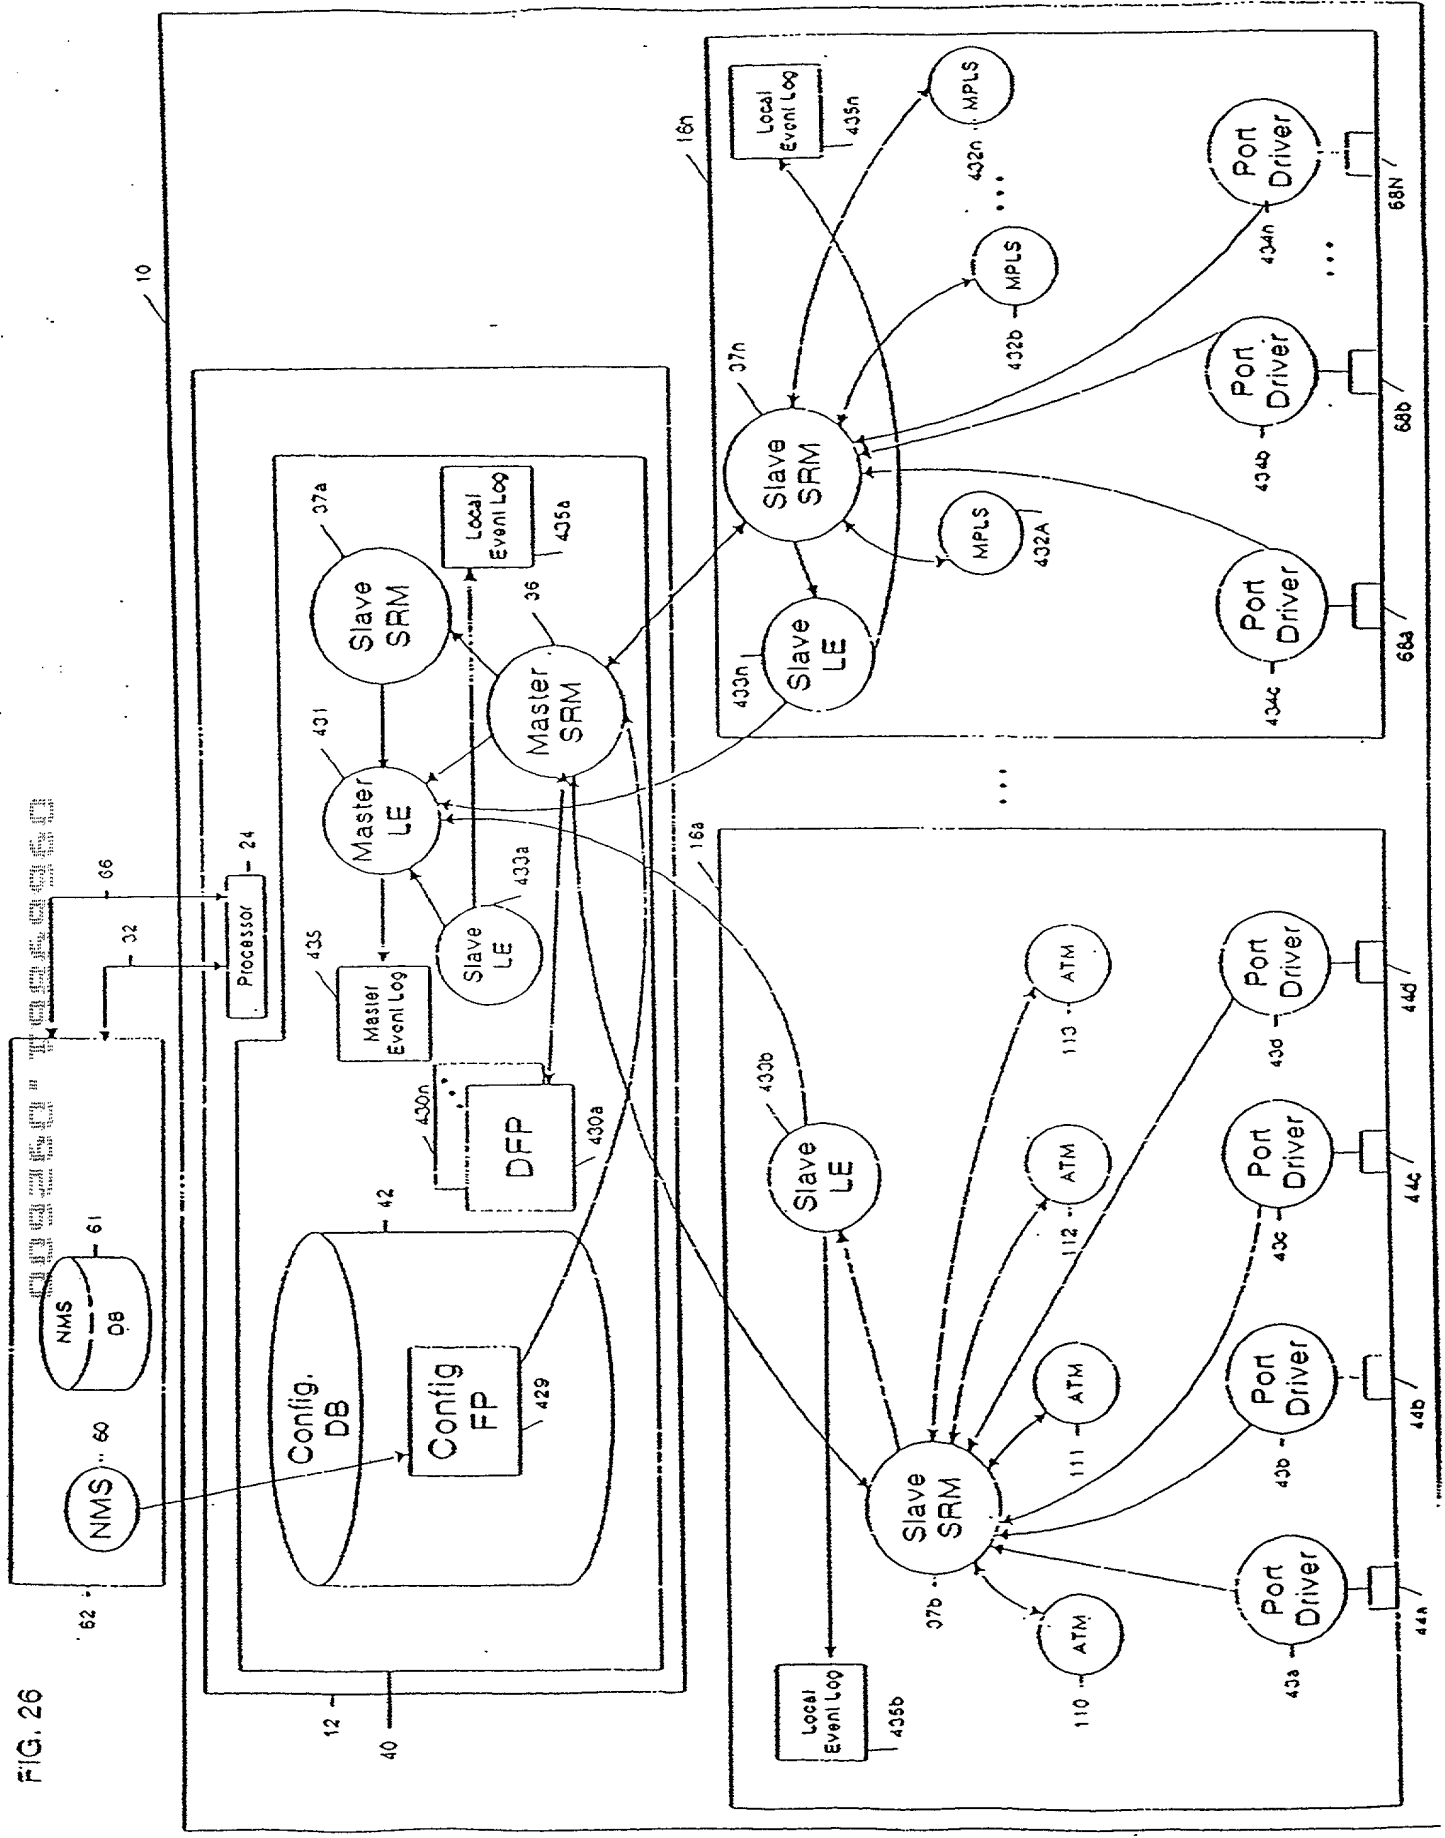 FIG. 26
62
NMS
60
NMS
DB
61
32
66
10
12
40
Processor
24
Config.
DB
42
Config
FP
429
DFP
430a
430n
Master
Event Log
435
Slave
LE
433a
Master
LE
431
Slave
SRM
37a
Master
SRM
36
Local
Event Log
435a
16a
Local
Event Log
435b
Slave
LE
433b
Slave
SRM
37b
ATM
110
ATM
111
ATM
112
ATM
113
Port
Driver
43a
44a
Port
Driver
43b
44b
Port
Driver
43c
44c
Port
Driver
43d
44d
...
16n
Slave
LE
433n
Slave
SRM
37n
Local
Event Log
435n
MPLS
432A
MPLS
432b
...
MPLS
432n
Port
Driver
434c
68a
Port
Driver
434b
68b
...
Port
Driver
434n
68N